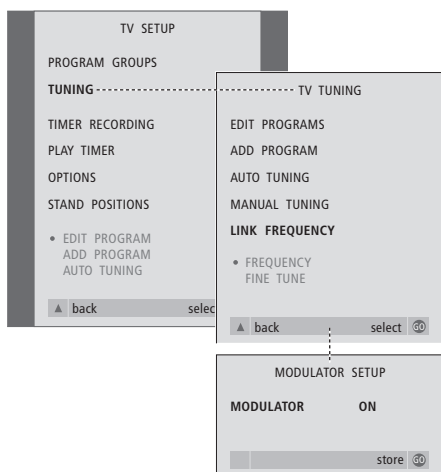 TV SETUP
PROGRAM GROUPS
TUNING
TIMER RECORDING
PLAY TIMER
OPTIONS
STAND POSITIONS
• EDIT PROGRAM
ADD PROGRAM
AUTO TUNING
▲ back selec
TV TUNING
EDIT PROGRAMS
ADD PROGRAM
AUTO TUNING
MANUAL TUNING
LINK FREQUENCY
• FREQUENCY
FINE TUNE
▲ back select GO
MODULATOR SETUP
MODULATOR ON
store GO